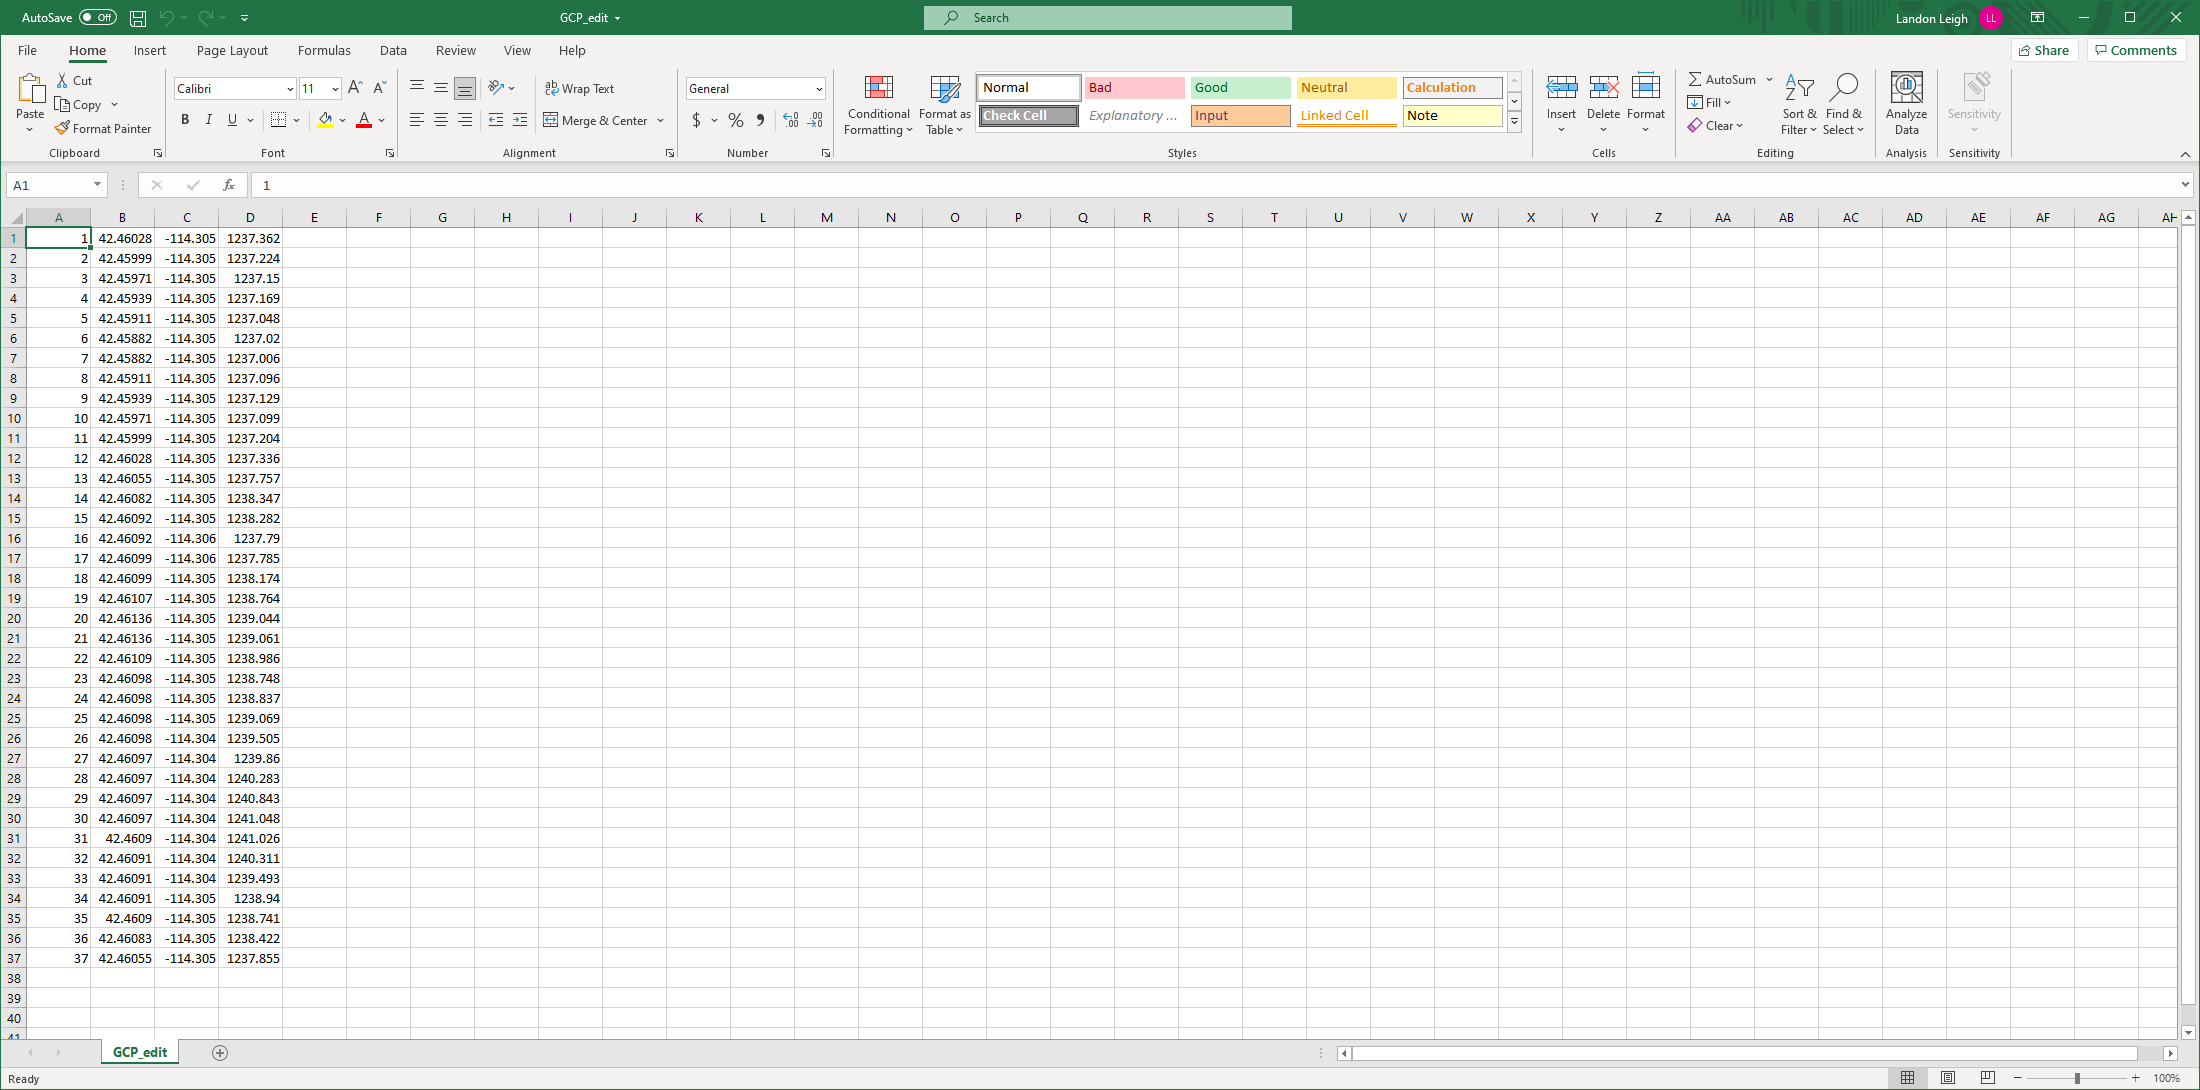 AutoSave Off GCP_edit Search Landon Leigh LL
File Home Insert Page Layout Formulas Data Review View Help Share Comments
Paste
Cut
Copy
Format Painter
Clipboard
Calibri 11 A A
B I U A
Font
ab Wrap Text
Merge & Center
Alignment
General
$ % 9 .00 .00
Number
Conditional Formatting
Format as Table
Normal Bad Good Neutral Calculation
Check Cell Explanatory ... Input Linked Cell Note
Styles
Insert Delete Format
Cells
AutoSum
Fill
Clear
Sort & Filter
Find & Select
Editing
Analyze Data
Analysis
Sensitivity
Sensitivity
A1 fx 1
A B C D E F G H I J K L M N O P Q R S T U V W X Y Z AA AB AC AD AE AF AG AH
1 1 42.46028 -114.305 1237.362
2 2 42.45999 -114.305 1237.224
3 3 42.45971 -114.305 1237.15
4 4 42.45939 -114.305 1237.169
5 5 42.45911 -114.305 1237.048
6 6 42.45882 -114.305 1237.02
7 7 42.45882 -114.305 1237.006
8 8 42.45911 -114.305 1237.096
9 9 42.45939 -114.305 1237.129
10 10 42.45971 -114.305 1237.099
11 11 42.45999 -114.305 1237.204
12 12 42.46028 -114.305 1237.336
13 13 42.46055 -114.305 1237.757
14 14 42.46082 -114.305 1238.347
15 15 42.46092 -114.305 1238.282
16 16 42.46092 -114.306 1237.79
17 17 42.46099 -114.306 1237.785
18 18 42.46099 -114.305 1238.174
19 19 42.46107 -114.305 1238.764
20 20 42.46136 -114.305 1239.044
21 21 42.46136 -114.305 1239.061
22 22 42.46109 -114.305 1238.986
23 23 42.46098 -114.305 1238.748
24 24 42.46098 -114.305 1238.837
25 25 42.46098 -114.305 1239.069
26 26 42.46098 -114.304 1239.505
27 27 42.46097 -114.304 1239.86
28 28 42.46097 -114.304 1240.283
29 29 42.46097 -114.304 1240.843
30 30 42.46097 -114.304 1241.048
31 31 42.4609 -114.304 1241.026
32 32 42.46091 -114.304 1240.311
33 33 42.46091 -114.304 1239.493
34 34 42.46091 -114.305 1238.94
35 35 42.4609 -114.305 1238.741
36 36 42.46083 -114.305 1238.422
37 37 42.46055 -114.305 1237.855
38
39
40
41
GCP_edit
Ready 100%